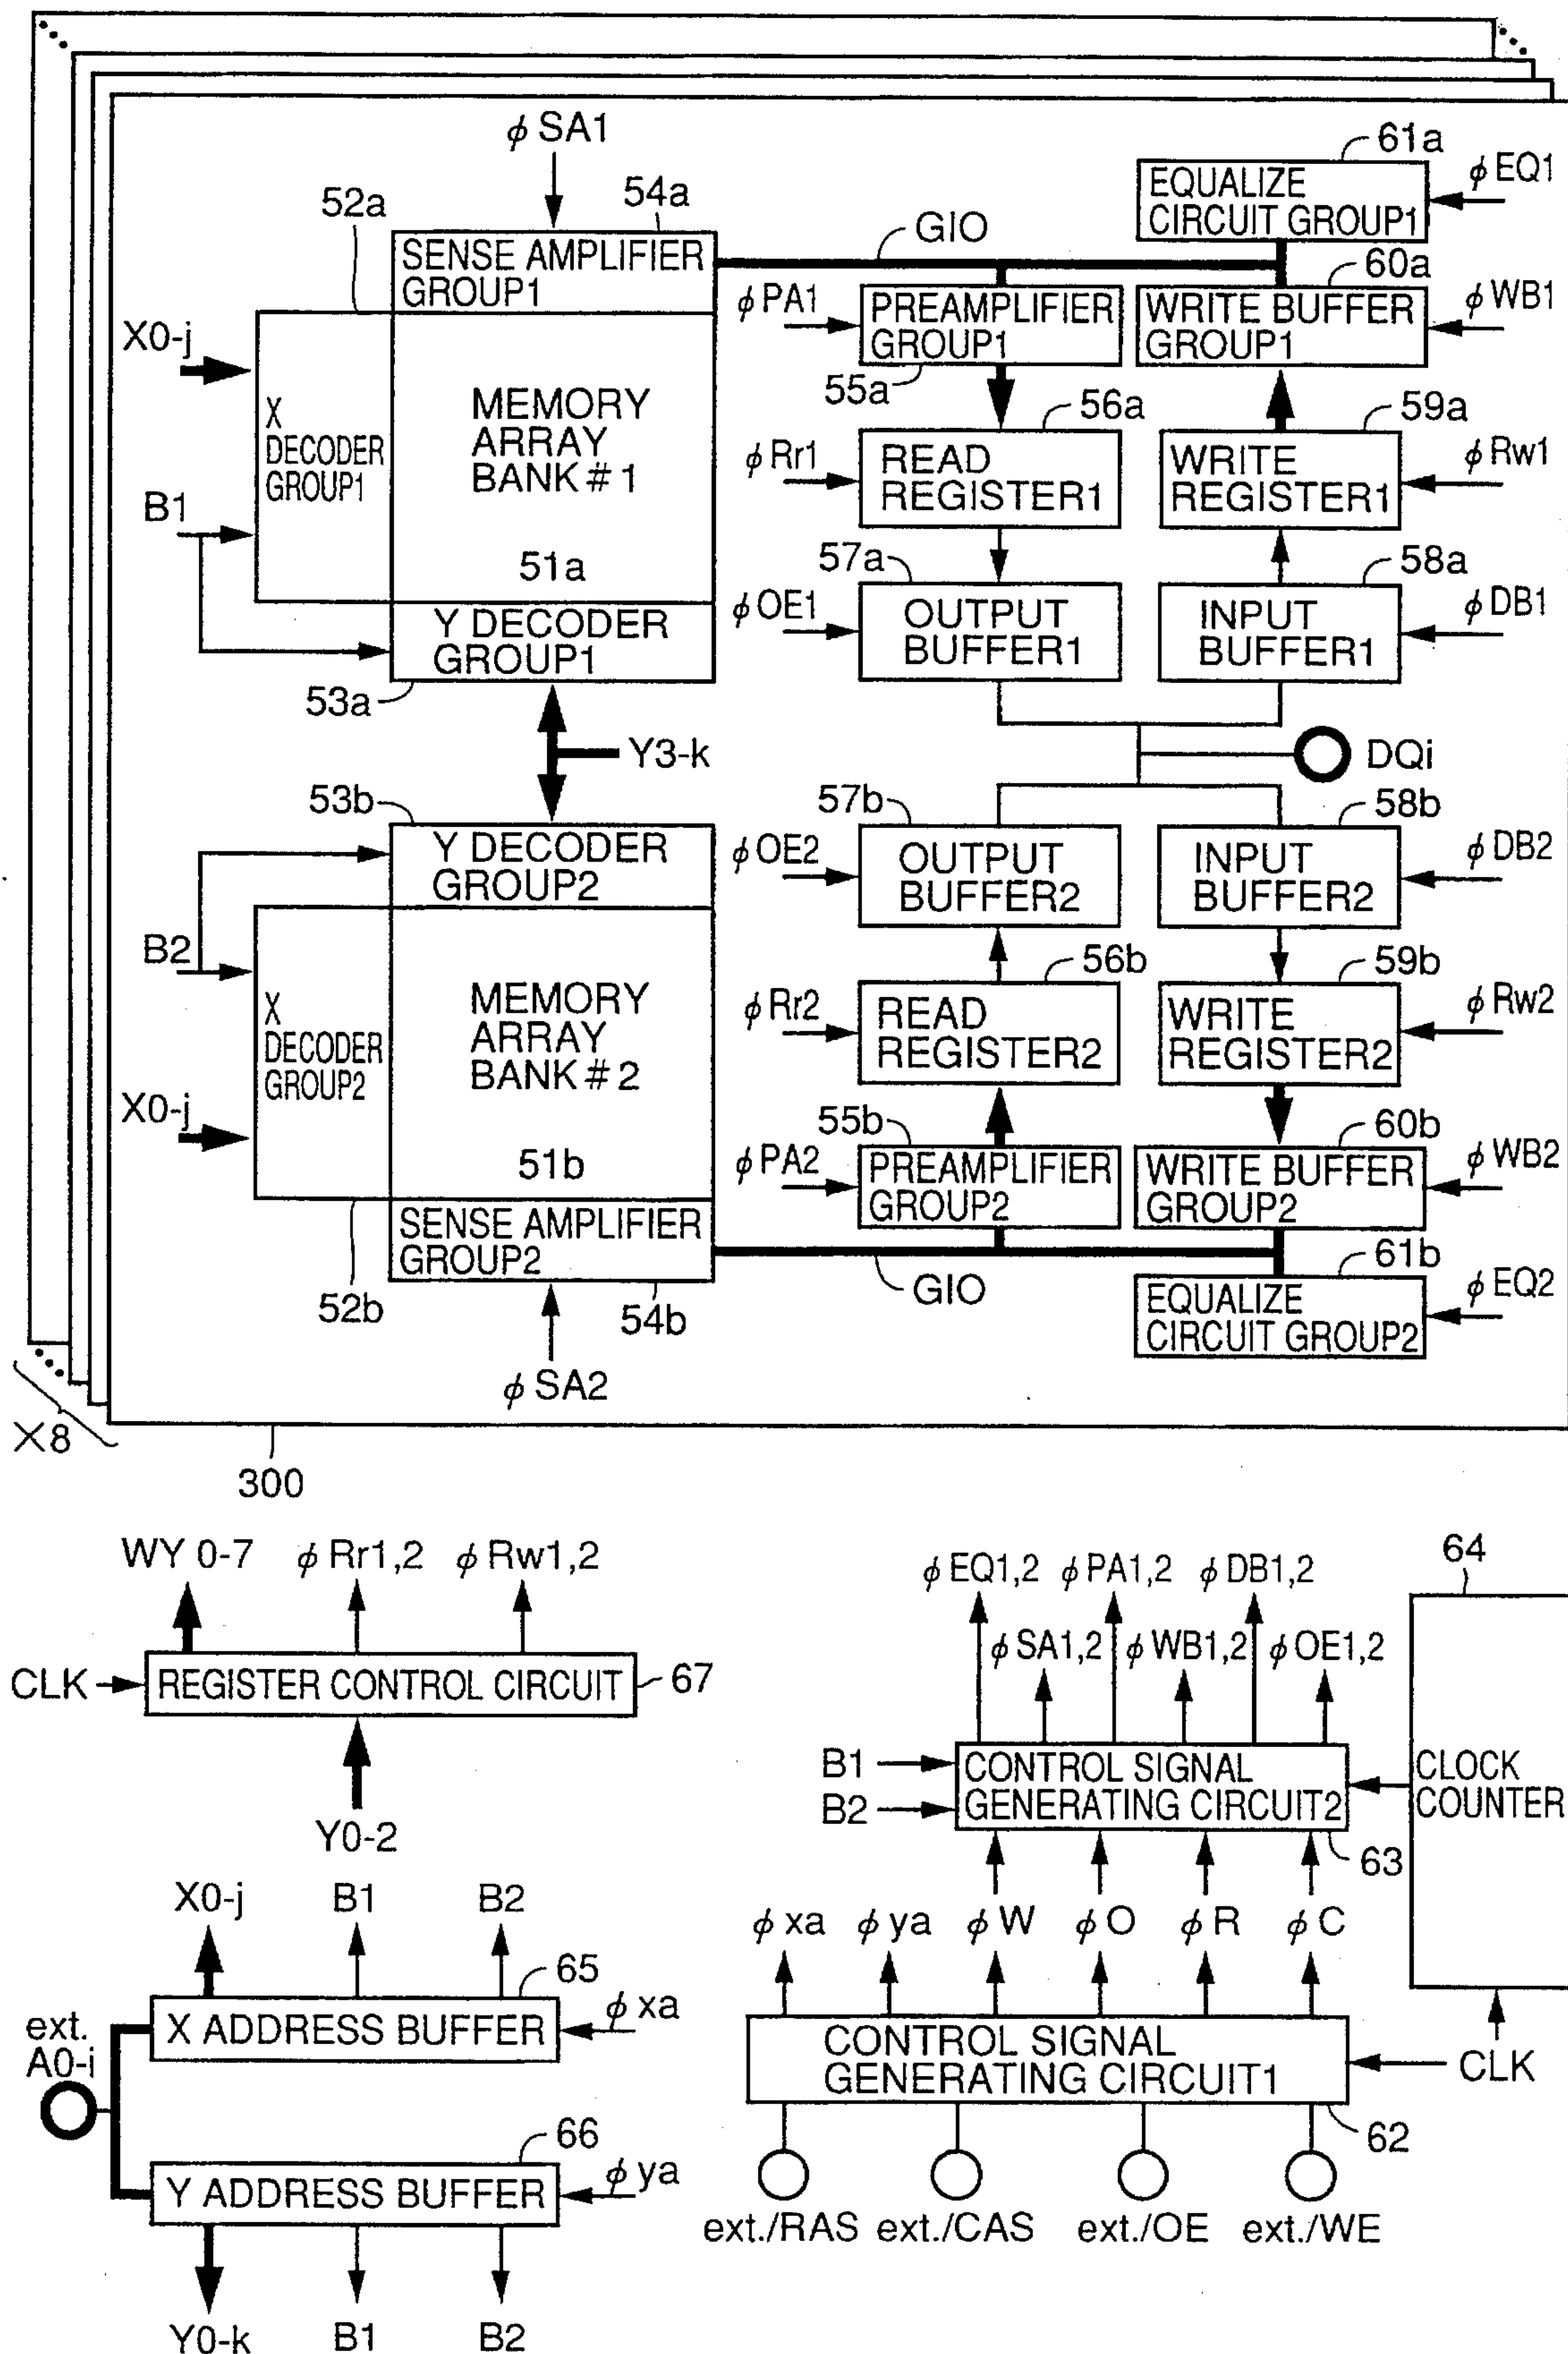 φSA1
61a
EQUALIZE
CIRCUIT GROUP1
φEQ1
52a
54a
SENSE AMPLIFIER
GROUP1
GIO
60a
φPA1
PREAMPLIFIER
GROUP1
WRITE BUFFER
GROUP1
φWB1
X0-j
55a
56a
59a
X
DECODER
GROUP1
MEMORY
ARRAY
BANK#1
φRr1
READ
REGISTER1
WRITE
REGISTER1
φRw1
B1
51a
57a
58a
Y DECODER
GROUP1
φOE1
OUTPUT
BUFFER1
INPUT
BUFFER1
φDB1
53a
Y3-k
DQi
53b
57b
58b
Y DECODER
GROUP2
φOE2
OUTPUT
BUFFER2
INPUT
BUFFER2
φDB2
B2
56b
59b
X
DECODER
GROUP2
MEMORY
ARRAY
BANK#2
φRr2
READ
REGISTER2
WRITE
REGISTER2
φRw2
X0-j
55b
60b
51b
φPA2
PREAMPLIFIER
GROUP2
WRITE BUFFER
GROUP2
φWB2
SENSE AMPLIFIER
GROUP2
61b
52b
54b
GIO
EQUALIZE
CIRCUIT GROUP2
φEQ2
φSA2
X8
300
WY 0-7 φRr1,2 φRw1,2
CLK
REGISTER CONTROL CIRCUIT
67
Y0-2
φEQ1,2 φPA1,2 φDB1,2
64
φSA1,2 φWB1,2 φOE1,2
B1
B2
CONTROL SIGNAL
GENERATING CIRCUIT2
CLOCK
COUNTER
63
X0-j B1 B2
φxa φya φW φO φR φC
65
ext.
A0-i
X ADDRESS BUFFER
φxa
CONTROL SIGNAL
GENERATING CIRCUIT1
CLK
62
66
Y ADDRESS BUFFER
φya
ext./RAS ext./CAS ext./OE ext./WE
Y0-k B1 B2